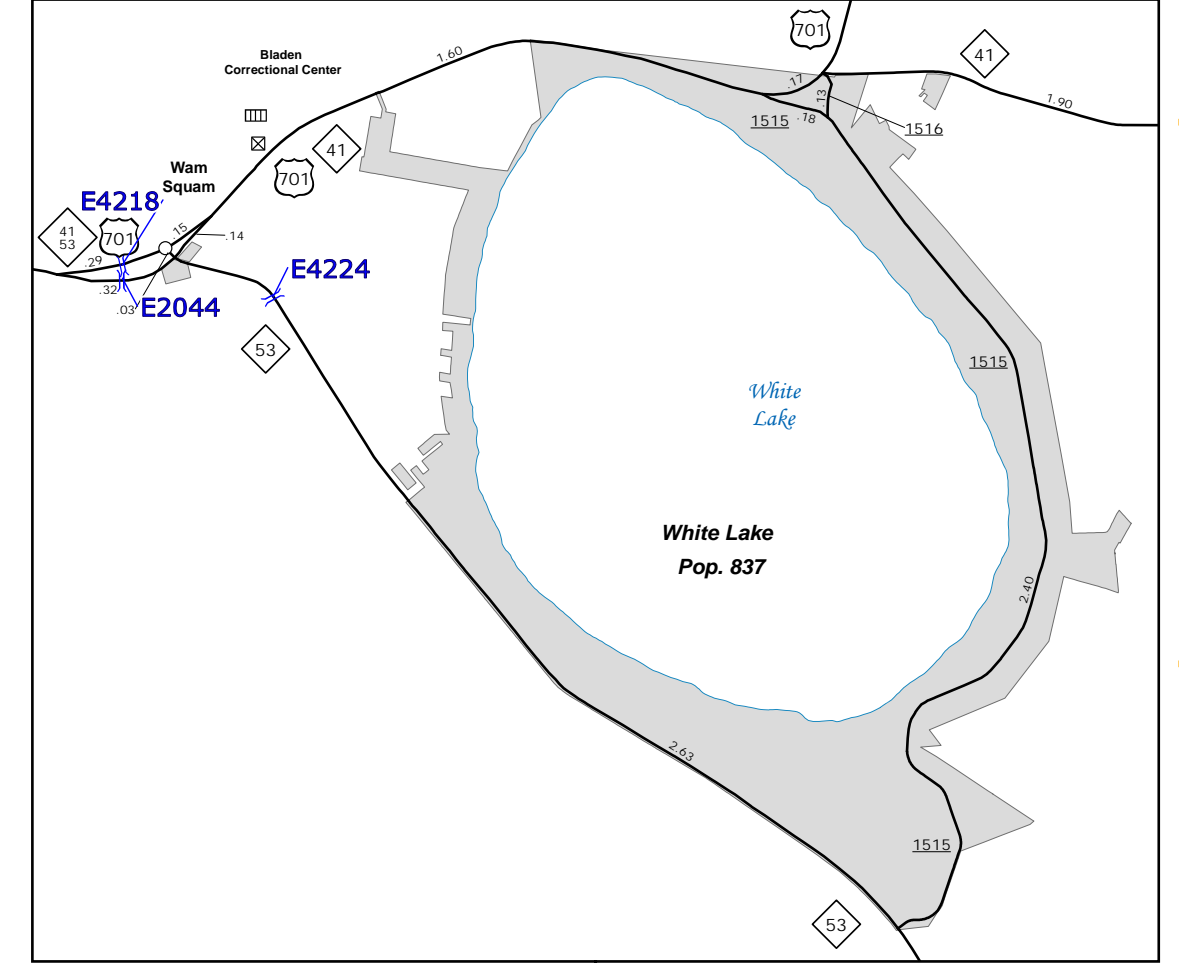 701
41
Bladen
Correctional Center
1.60
.17
.13
1.90
1515
.18
1516
41
701
Wam
Squam
E4218
41
53
701
.15
.14
.29
E4224
.32
.03
E2044
53
1515
White
Lake
White Lake
Pop. 837
2.40
2.63
1515
53